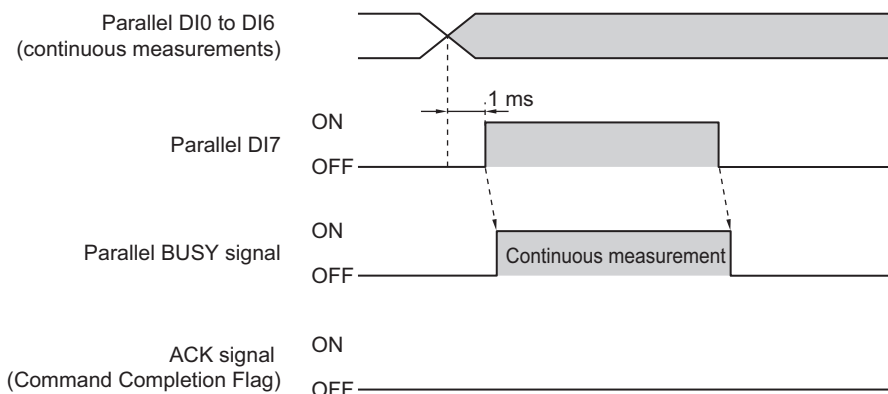 Parallel DI0 to DI6
(continuous measurements)
1 ms
ON
Parallel DI7
OFF
ON
Parallel BUSY signal
Continuous measurement
OFF
ON
ACK signal
(Command Completion Flag)
OFF